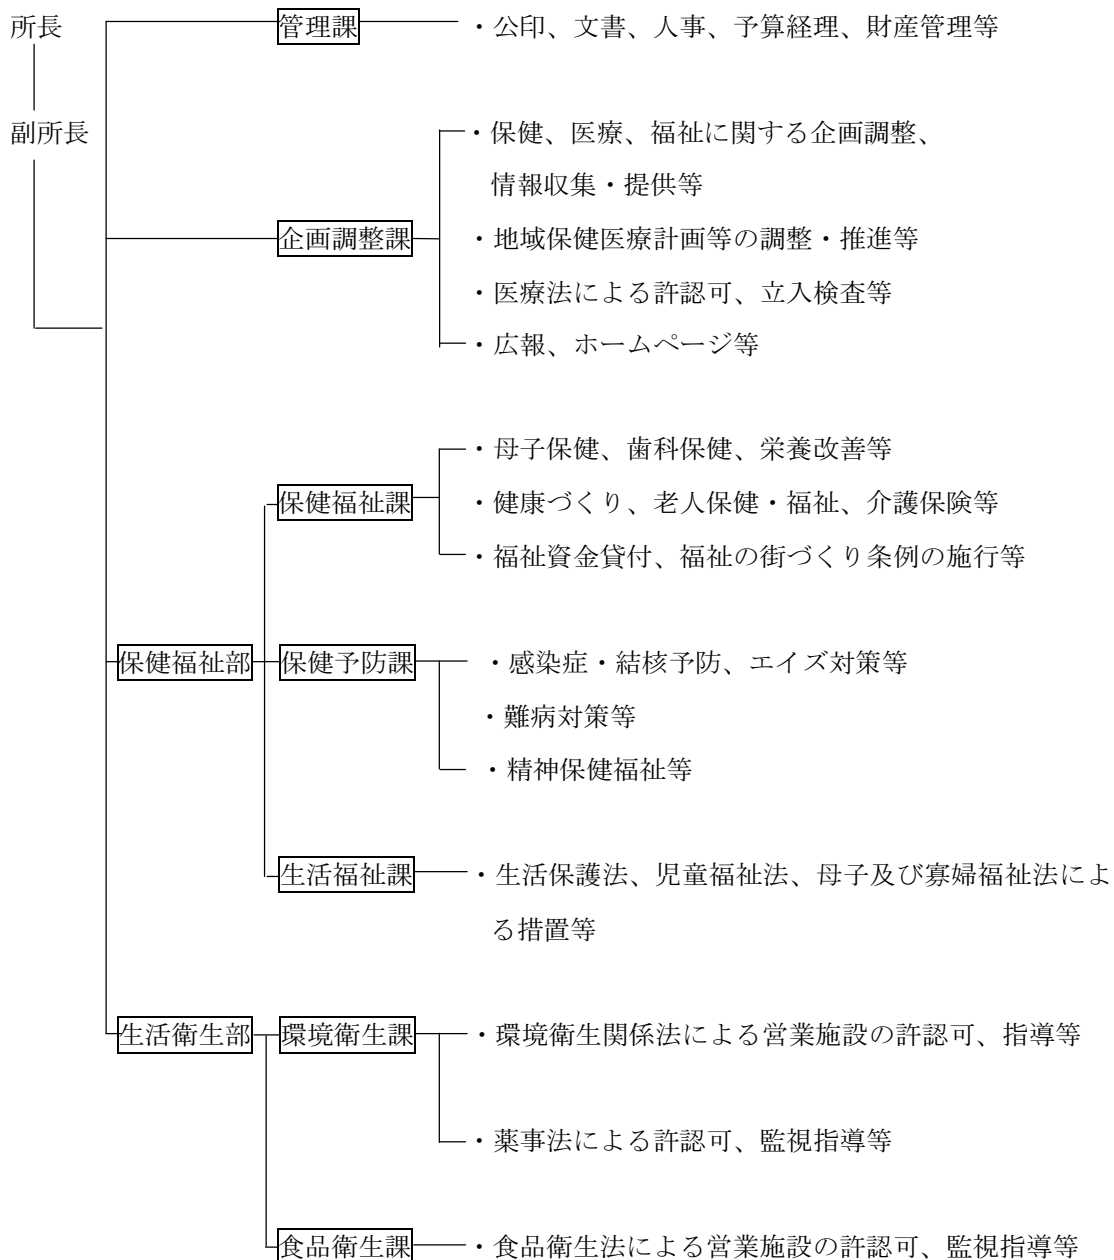 所長
管理課
・公印、文書、人事、予算経理、財産管理等
副所長
・保健、医療、福祉に関する企画調整、
情報収集・提供等
企画調整課
・地域保健医療計画等の調整・推進等
・医療法による許認可、立入検査等
・広報、ホームページ等
・母子保健、歯科保健、栄養改善等
保健福祉課
・健康づくり、老人保健・福祉、介護保険等
・福祉資金貸付、福祉の街づくり条例の施行等
保健福祉部
保健予防課
・感染症・結核予防、エイズ対策等
・難病対策等
・精神保健福祉等
生活福祉課
・生活保護法、児童福祉法、母子及び寡婦福祉法によ
る措置等
生活衛生部
環境衛生課
・環境衛生関係法による営業施設の許認可、指導等
・薬事法による許認可、監視指導等
食品衛生課
・食品衛生法による営業施設の許認可、監視指導等